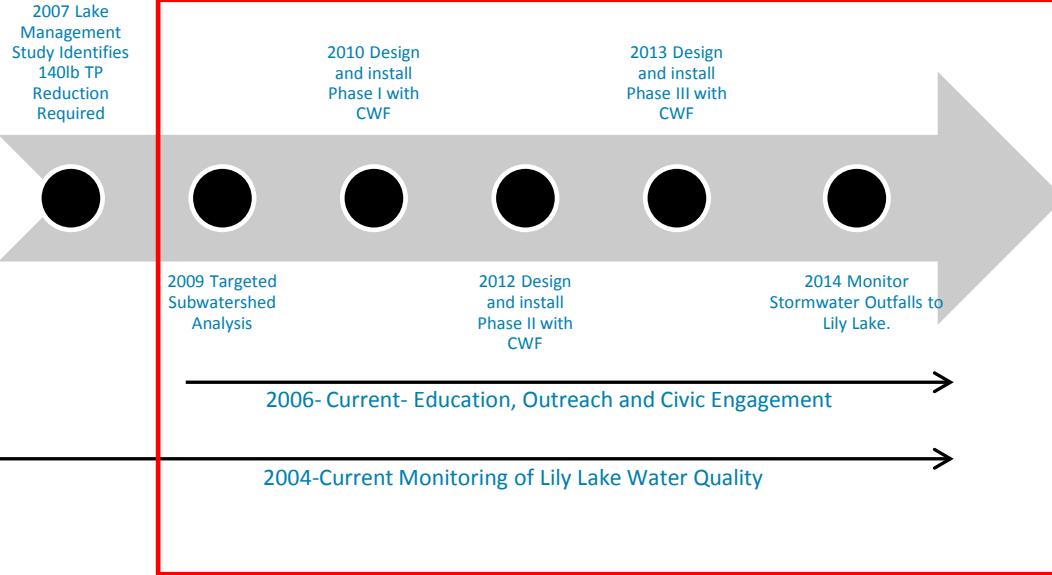 2007 Lake
Management
Study Identifies
140lb TP
Reduction
Required
2010 Design
and install
Phase I with
CWF
2013 Design
and install
Phase III with
CWF
2009 Targeted
Subwatershed
Analysis
2012 Design
and install
Phase II with
CWF
2014 Monitor
Stormwater Outfalls to
Lily Lake.
2006- Current- Education, Outreach and Civic Engagement
2004-Current Monitoring of Lily Lake Water Quality